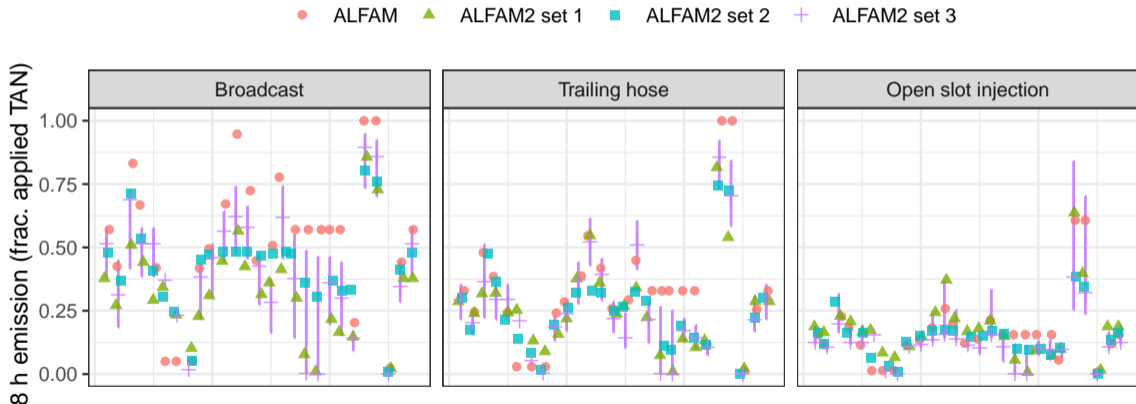 ALFAM ALFAM2 set 1 ALFAM2 set 2 ALFAM2 set 3
Broadcast Trailing hose Open slot injection
8 h emission (frac. applied TAN)
1.00
0.75
0.50
0.25
0.00